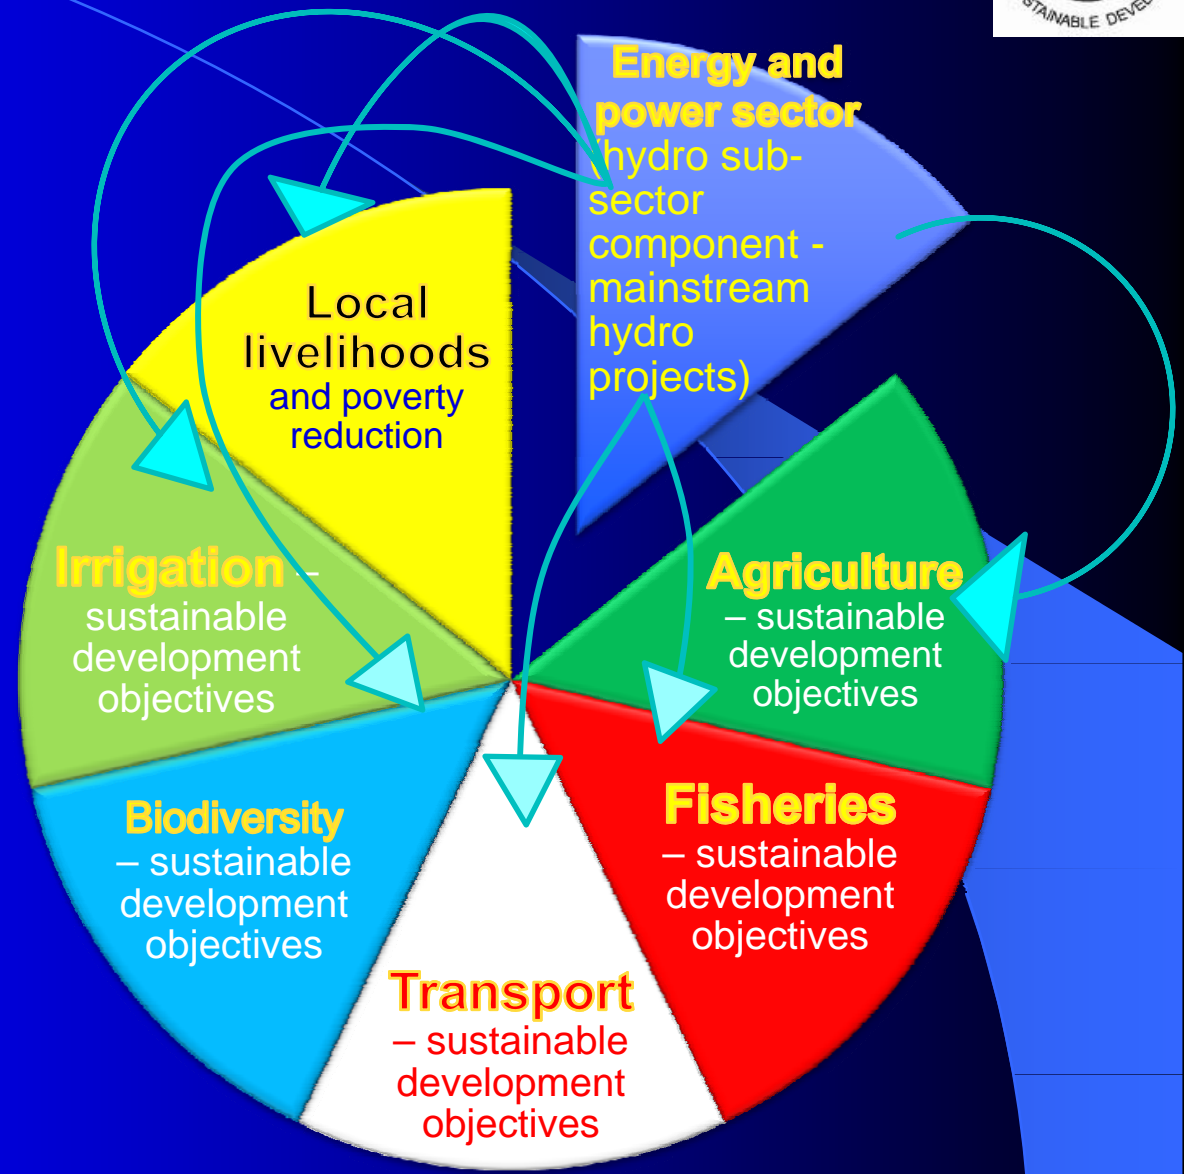 STAINABLE DEVEL
Energy and
power sector
(hydro sub-
sector
component -
mainstream
hydro
projects)
Local
livelihoods
and poverty
reduction
Irrigation –
sustainable
development
objectives
Agriculture
– sustainable
development
objectives
Biodiversity
– sustainable
development
objectives
Fisheries
– sustainable
development
objectives
Transport
– sustainable
development
objectives